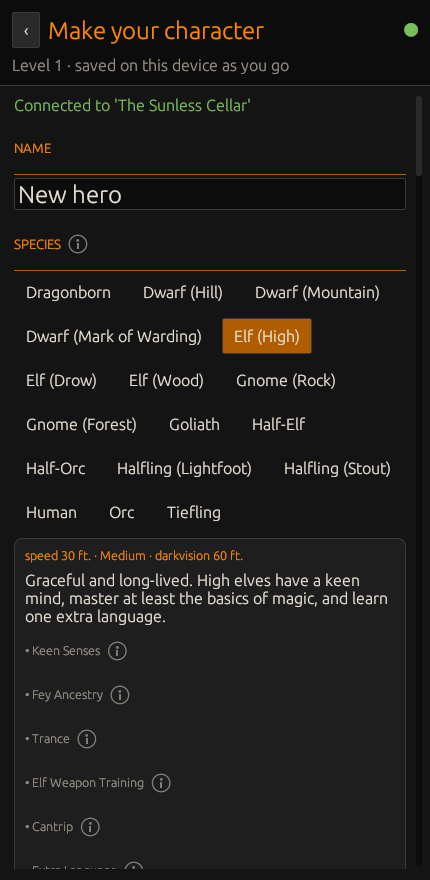 ‹ Make your character
Level 1 · saved on this device as you go
Connected to 'The Sunless Cellar'
NAME
New hero
SPECIES
Dragonborn Dwarf (Hill) Dwarf (Mountain)
Dwarf (Mark of Warding) Elf (High)
Elf (Drow) Elf (Wood) Gnome (Rock)
Gnome (Forest) Goliath Half-Elf
Half-Orc Halfling (Lightfoot) Halfling (Stout)
Human Orc Tiefling
speed 30 ft. · Medium · darkvision 60 ft.
Graceful and long-lived. High elves have a keen
mind, master at least the basics of magic, and learn
one extra language.
• Keen Senses
• Fey Ancestry
• Trance
• Elf Weapon Training
• Cantrip
• Extra Language